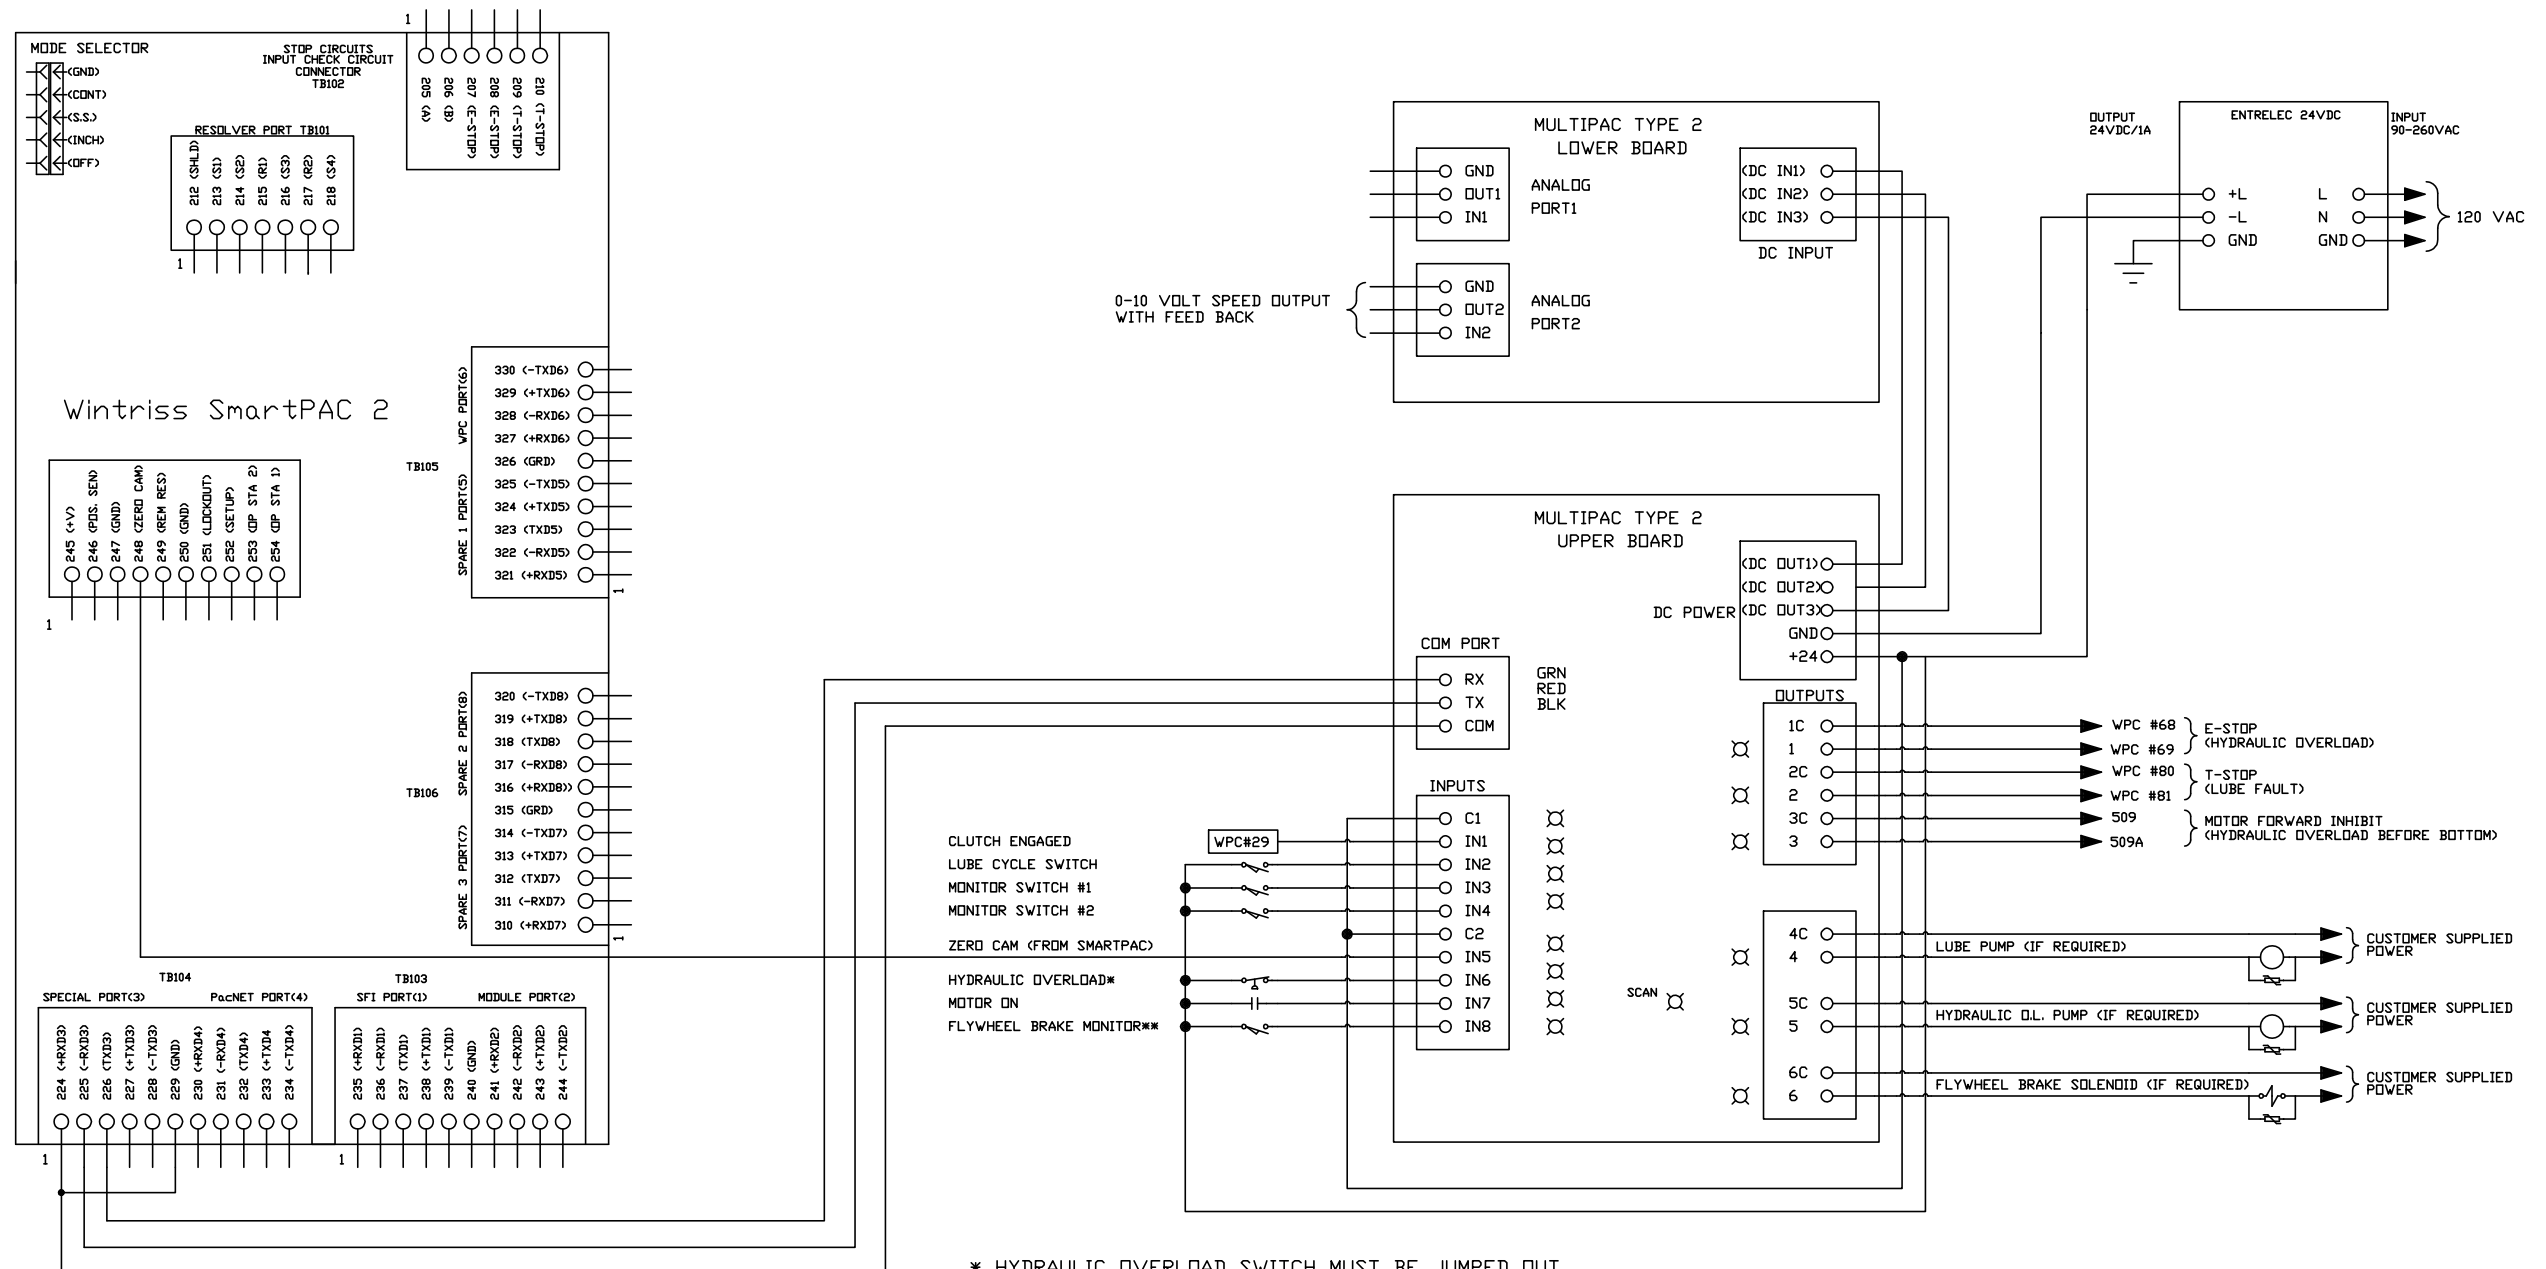 MODE SELECTOR
(GND)
(CONT)
(S.S.)
(INCH)
(OFF)
STOP CIRCUITS
INPUT CHECK CIRCUIT
CONNECTOR
TB102
1
205 (A)
206 (B)
207 (E-STOP)
208 (E-STOP)
209 (T-STOP)
210 (T-STOP)
RESOLVER PORT TB101
212 (SHLD)
213 (S1)
214 (S2)
215 (R1)
216 (S3)
217 (R2)
218 (S4)
1
Wintriss SmartPAC 2
245 (+V)
246 (POS. SEN)
247 (GND)
248 (ZERO CAM)
249 (REM RES)
250 (GND)
251 (LOCKOUT)
252 (SETUP)
253 (OP STA 2)
254 (OP STA 1)
1
TB105
WPC PORT(6)
SPARE 1 PORT(5)
330 (-TXD6)
329 (+TXD6)
328 (-RXD6)
327 (+RXD6)
326 (GRD)
325 (-TXD5)
324 (+TXD5)
323 (TXD5)
322 (-RXD5)
321 (+RXD5)
1
TB106
SPARE 2 PORT(8)
SPARE 3 PORT(7)
320 (-TXD8)
319 (+TXD8)
318 (TXD8)
317 (-RXD8)
316 (+RXD8))
315 (GRD)
314 (-TXD7)
313 (+TXD7)
312 (TXD7)
311 (-RXD7)
310 (+RXD7)
1
TB104
SPECIAL PORT(3)
PacNET PORT(4)
224 (+RXD3)
225 (-RXD3)
226 (TXD3)
227 (+TXD3)
228 (-TXD3)
229 (GND)
230 (+RXD4)
231 (-RXD4)
232 (TXD4)
233 (+TXD4
234 (-TXD4)
1
TB103
SFI PORT(1)
MODULE PORT(2)
235 (+RXD1)
236 (-RXD1)
237 (TXD1)
238 (+TXD1)
239 (-TXD1)
240 (GND)
241 (+RXD2)
242 (-RXD2)
243 (+TXD2)
244 (-TXD2)
1
MULTIPAC TYPE 2
LOWER BOARD
GND
OUT1
IN1
ANALOG
PORT1
0-10 VOLT SPEED OUTPUT
WITH FEED BACK
GND
OUT2
IN2
ANALOG
PORT2
(DC IN1)
(DC IN2)
(DC IN3)
DC INPUT
OUTPUT
24VDC/1A
ENTRELEC 24VDC
INPUT
90-260VAC
+L
-L
GND
L
N
GND
120 VAC
MULTIPAC TYPE 2
UPPER BOARD
DC POWER
(DC OUT1)
(DC OUT2)
(DC OUT3)
GND
+24
COM PORT
RX
TX
COM
GRN
RED
BLK
INPUTS
C1
IN1
IN2
IN3
IN4
C2
IN5
IN6
IN7
IN8
CLUTCH ENGAGED
WPC#29
LUBE CYCLE SWITCH
MONITOR SWITCH #1
MONITOR SWITCH #2
ZERO CAM (FROM SMARTPAC)
HYDRAULIC OVERLOAD*
MOTOR ON
FLYWHEEL BRAKE MONITOR**
SCAN
OUTPUTS
1C
1
2C
2
3C
3
WPC #68
WPC #69
E-STOP
(HYDRAULIC OVERLOAD)
WPC #80
WPC #81
T-STOP
(LUBE FAULT)
509
509A
MOTOR FORWARD INHIBIT
(HYDRAULIC OVERLOAD BEFORE BOTTOM)
4C
4
5C
5
6C
6
LUBE PUMP (IF REQUIRED)
CUSTOMER SUPPLIED
POWER
HYDRAULIC O.L. PUMP (IF REQUIRED)
CUSTOMER SUPPLIED
POWER
FLYWHEEL BRAKE SOLENOID (IF REQUIRED)
CUSTOMER SUPPLIED
POWER
* HYDRAULIC OVERLOAD SWITCH MUST BE JUMPED OUT